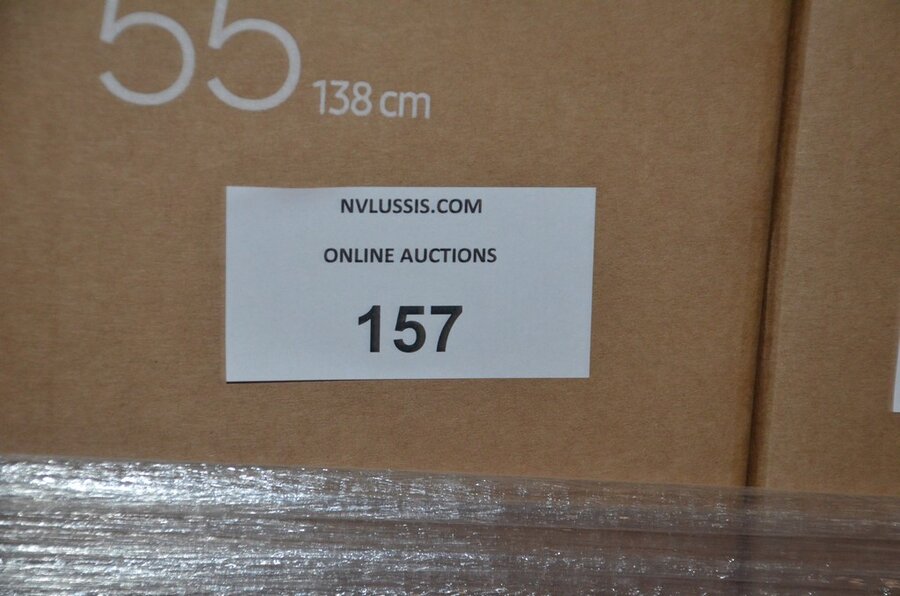 55 138 cm
NVLUSSIS.COM
ONLINE AUCTIONS
157